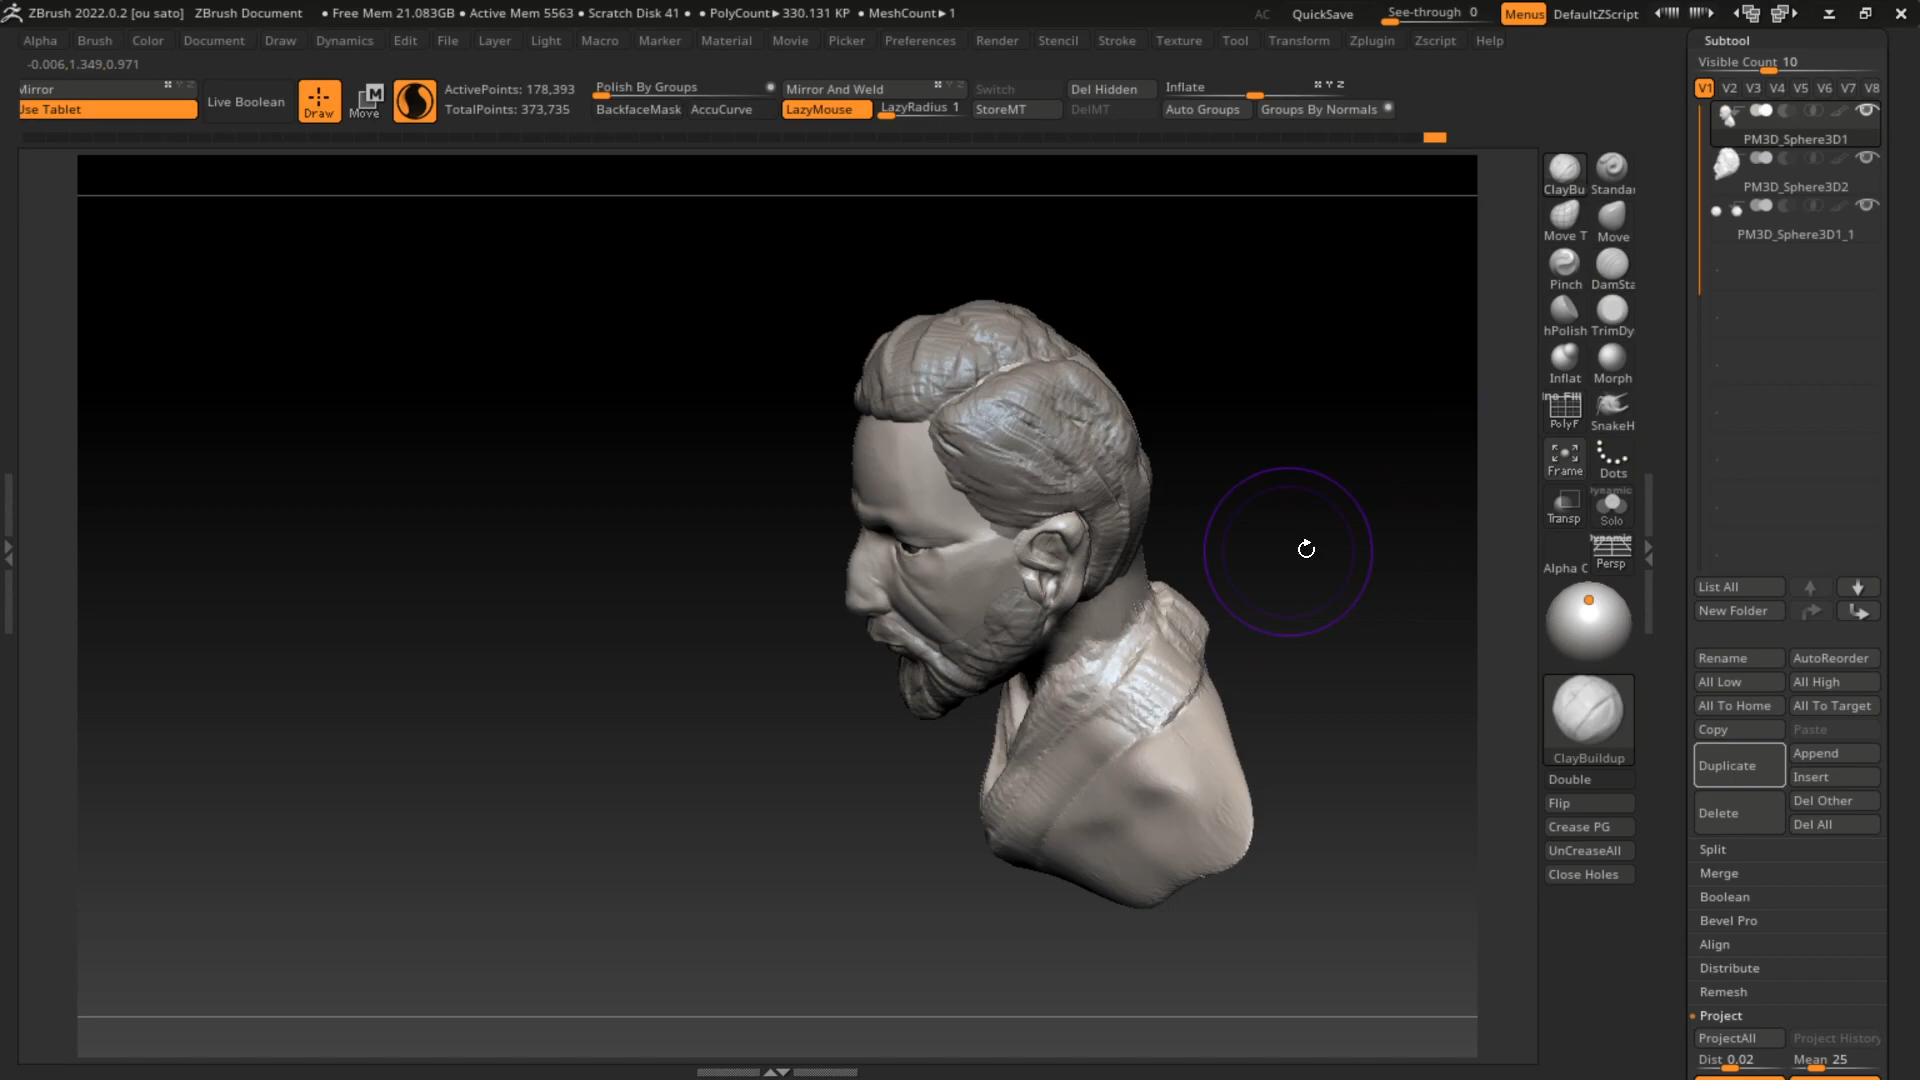 ZBrush 2022.0.2 [ou sato] ZBrush Document • Free Mem 21.083GB • Active Mem 5563 • Scratch Disk 41 • • PolyCount▸330.131 KP • MeshCount▸1 AC QuickSave See-through 0 Menus DefaultZScript
Alpha Brush Color Document Draw Dynamics Edit File Layer Light Macro Marker Material Movie Picker Preferences Render Stencil Stroke Texture Tool Transform Zplugin Zscript Help
-0.006,1.349,0.971
Mirror
Use Tablet
Live Boolean
Draw
Move
M
ActivePoints: 178,393
TotalPoints: 373,735
Polish By Groups
BackfaceMask AccuCurve
Mirror And Weld
LazyMouse LazyRadius 1
Switch Del Hidden
StoreMT DelMT
Inflate X Y Z
Auto Groups Groups By Normals
ClayBu Standar
Move T Move
Pinch DamSta
hPolish TrimDy
Inflat Morph
PolyF SnakeH
Frame Dots
Transp Dynamic Solo
Dynamic
Alpha C Persp
ClayBuildup
Double
Flip
Crease PG
UnCreaseAll
Close Holes
Subtool
Visible Count 10
V1 V2 V3 V4 V5 V6 V7 V8
PM3D_Sphere3D1
PM3D_Sphere3D2
PM3D_Sphere3D1_1
List All
New Folder
Rename AutoReorder
All Low All High
All To Home All To Target
Copy Paste
Duplicate Append
Insert
Delete Del Other
Del All
Split
Merge
Boolean
Bevel Pro
Align
Distribute
Remesh
Project
ProjectAll Project History
Dist 0.02 Mean 25